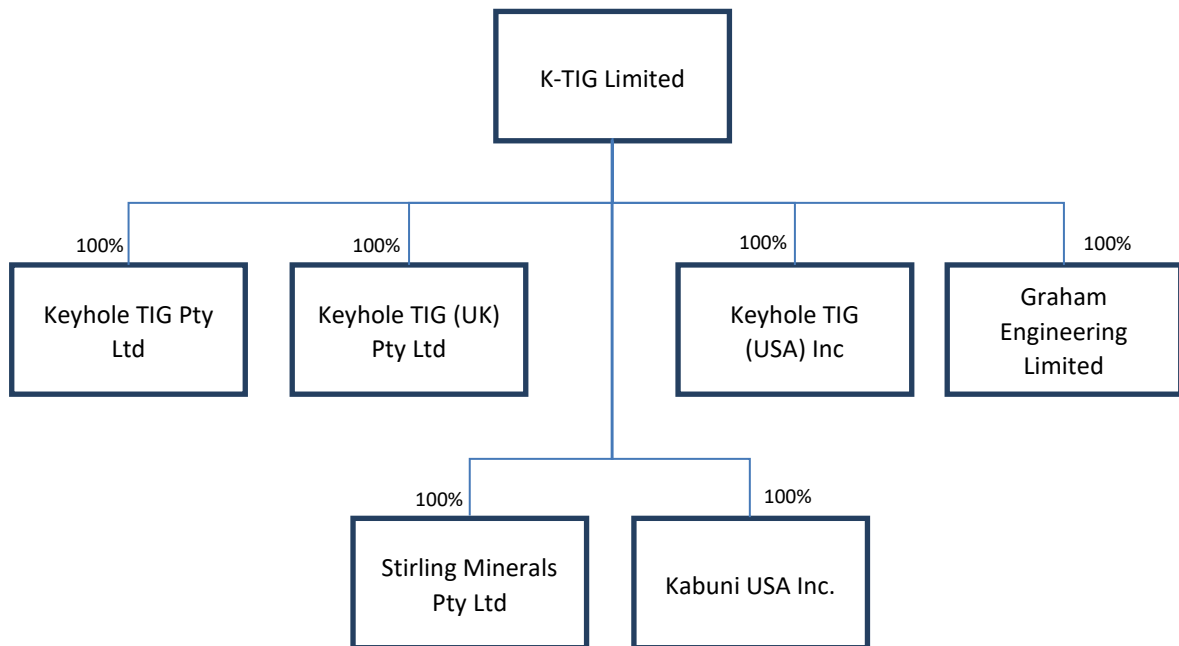 K-TIG Limited
100%
100%
100%
100%
Keyhole TIG Pty
Ltd
Keyhole TIG (UK)
Pty Ltd
Keyhole TIG
(USA) Inc
Graham
Engineering
Limited
100%
100%
Stirling Minerals
Pty Ltd
Kabuni USA Inc.